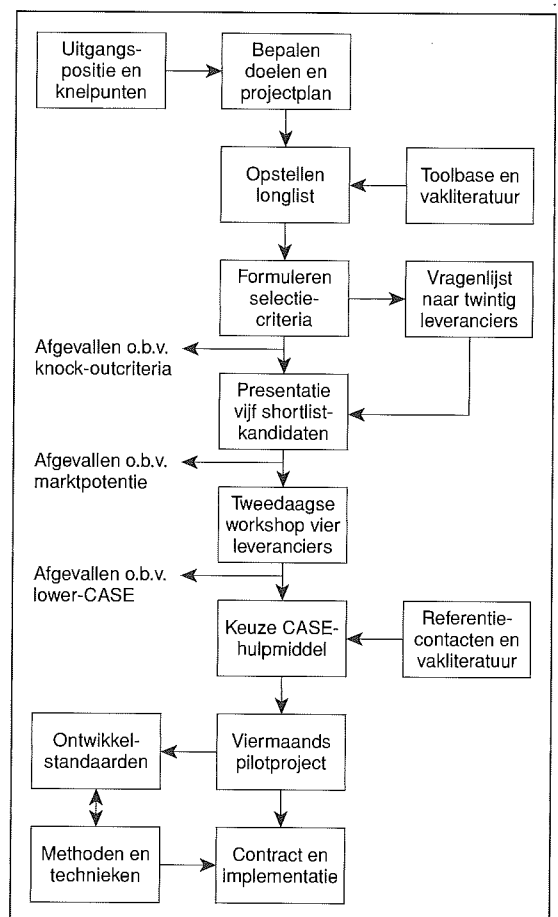 Uitgangs-
positie en
knelpunten
Bepalen
doelen en
projectplan
Opstellen
longlist
Toolbase en
vakliteratuur
Formuleren
selectie-
criteria
Vragenlijst
naar twintig
leveranciers
Afgevallen o.b.v.
knock-outcriteria
Presentatie
vijf shortlist-
kandidaten
Afgevallen o.b.v.
marktpotentie
Tweedaagse
workshop vier
leveranciers
Afgevallen o.b.v.
lower-CASE
Keuze CASE-
hulpmiddel
Referentie-
contacten en
vakliteratuur
Ontwikkel-
standaarden
Viermaands
pilotproject
Methoden en
technieken
Contract en
implementatie